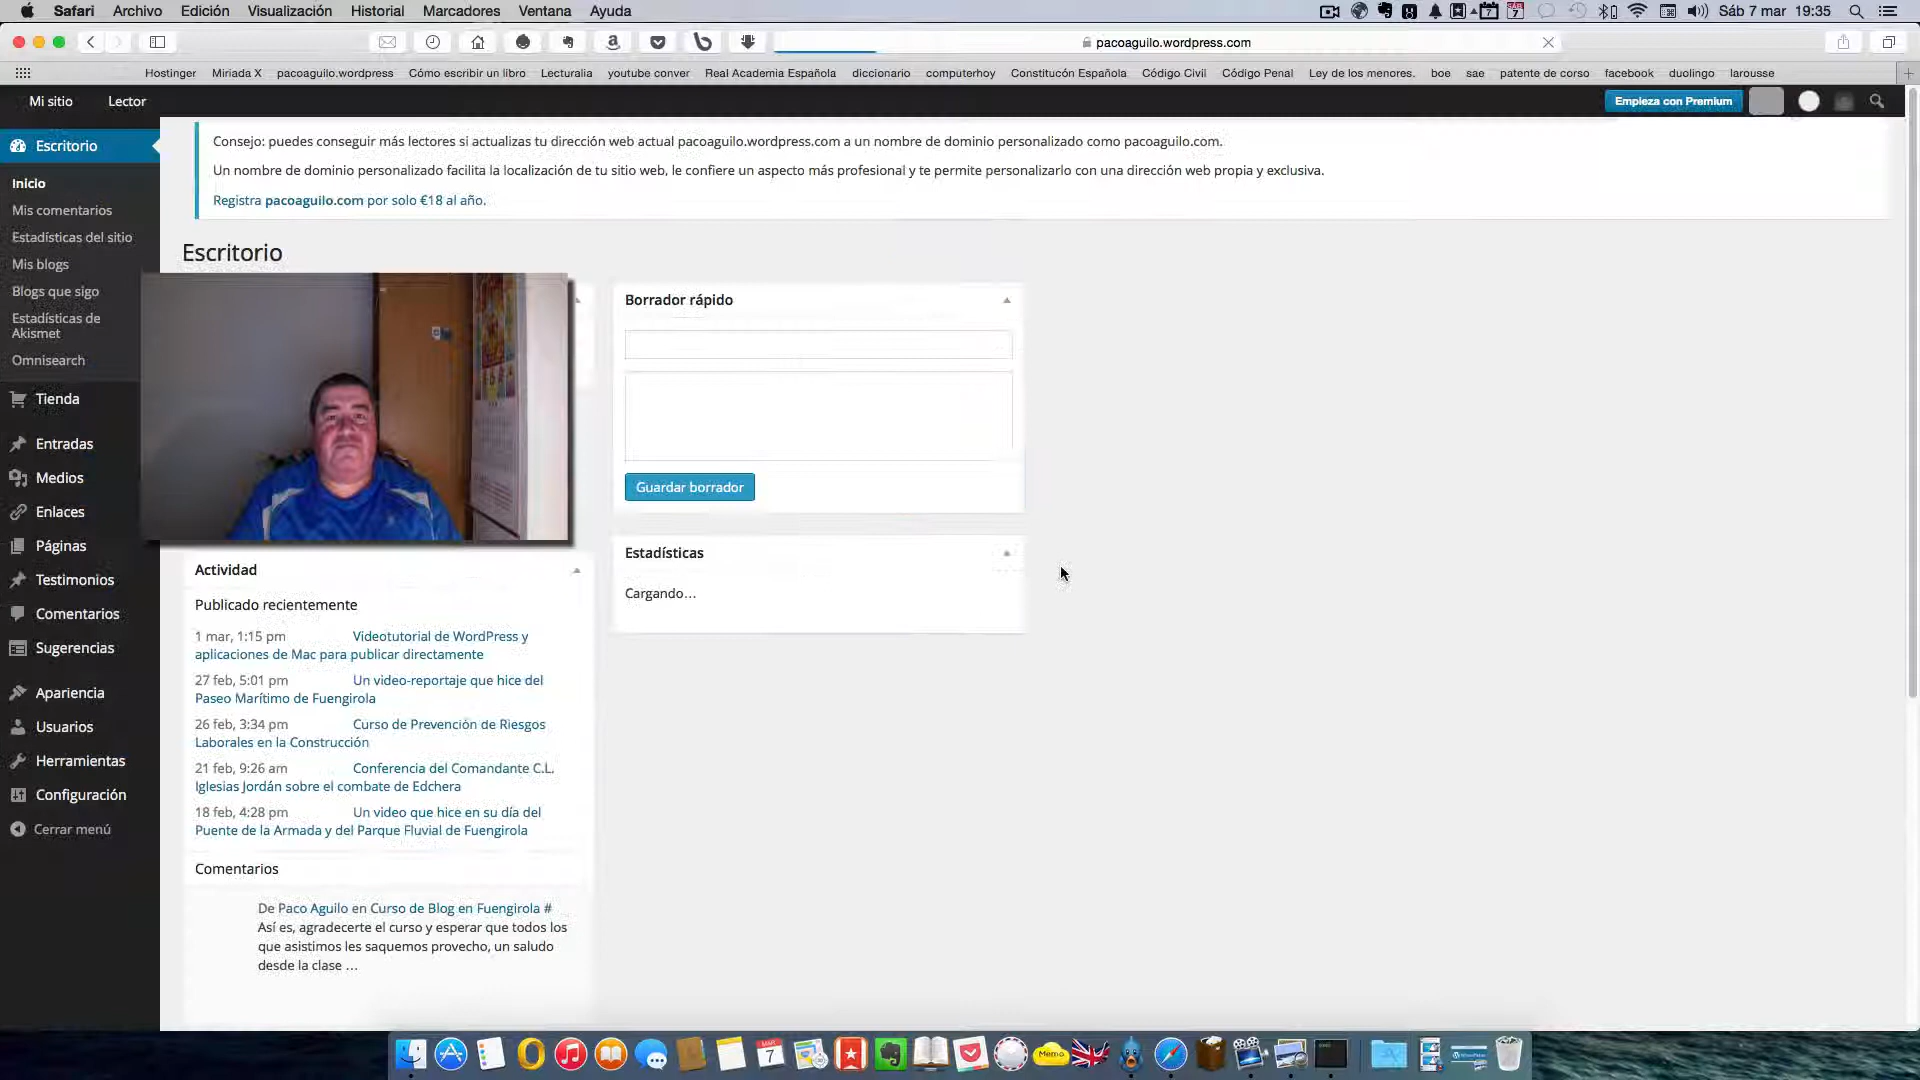 Safari Archivo Edición Visualización Historial Marcadores Ventana Ayuda Sáb 7 mar 19:35
pacoaguilo.wordpress.com
Hostinger Miriada X pacoaguilo.wordpress Cómo escribir un libro Lecturalia youtube conver Real Academia Española diccionario computerhoy Constitucón Española Código Civil Código Penal Ley de los menores. boe sae patente de corso facebook duolingo larousse
Mi sitio Lector Empieza con Premium
Escritorio
Inicio
Mis comentarios
Estadísticas del sitio
Mis blogs
Blogs que sigo
Estadísticas de
Akismet
Omnisearch
Tienda
Entradas
Medios
Enlaces
Páginas
Testimonios
Comentarios
Sugerencias
Apariencia
Usuarios
Herramientas
Configuración
Cerrar menú
Consejo: puedes conseguir más lectores si actualizas tu dirección web actual pacoaguilo.wordpress.com a un nombre de dominio personalizado como pacoaguilo.com.
Un nombre de dominio personalizado facilita la localización de tu sitio web, le confiere un aspecto más profesional y te permite personalizarlo con una dirección web propia y exclusiva.
Registra pacoaguilo.com por solo €18 al año.
Escritorio
Borrador rápido
Guardar borrador
Estadísticas
Cargando...
Actividad
Publicado recientemente
1 mar, 1:15 pm Videotutorial de WordPress y
aplicaciones de Mac para publicar directamente
27 feb, 5:01 pm Un video-reportaje que hice del
Paseo Marítimo de Fuengirola
26 feb, 3:34 pm Curso de Prevención de Riesgos
Laborales en la Construcción
21 feb, 9:26 am Conferencia del Comandante C.L.
Iglesias Jordán sobre el combate de Edchera
18 feb, 4:28 pm Un video que hice en su día del
Puente de la Armada y del Parque Fluvial de Fuengirola
Comentarios
De Paco Aguilo en Curso de Blog en Fuengirola #
Así es, agradecerte el curso y esperar que todos los
que asistimos les saquemos provecho, un saludo
desde la clase ...
7
Memo